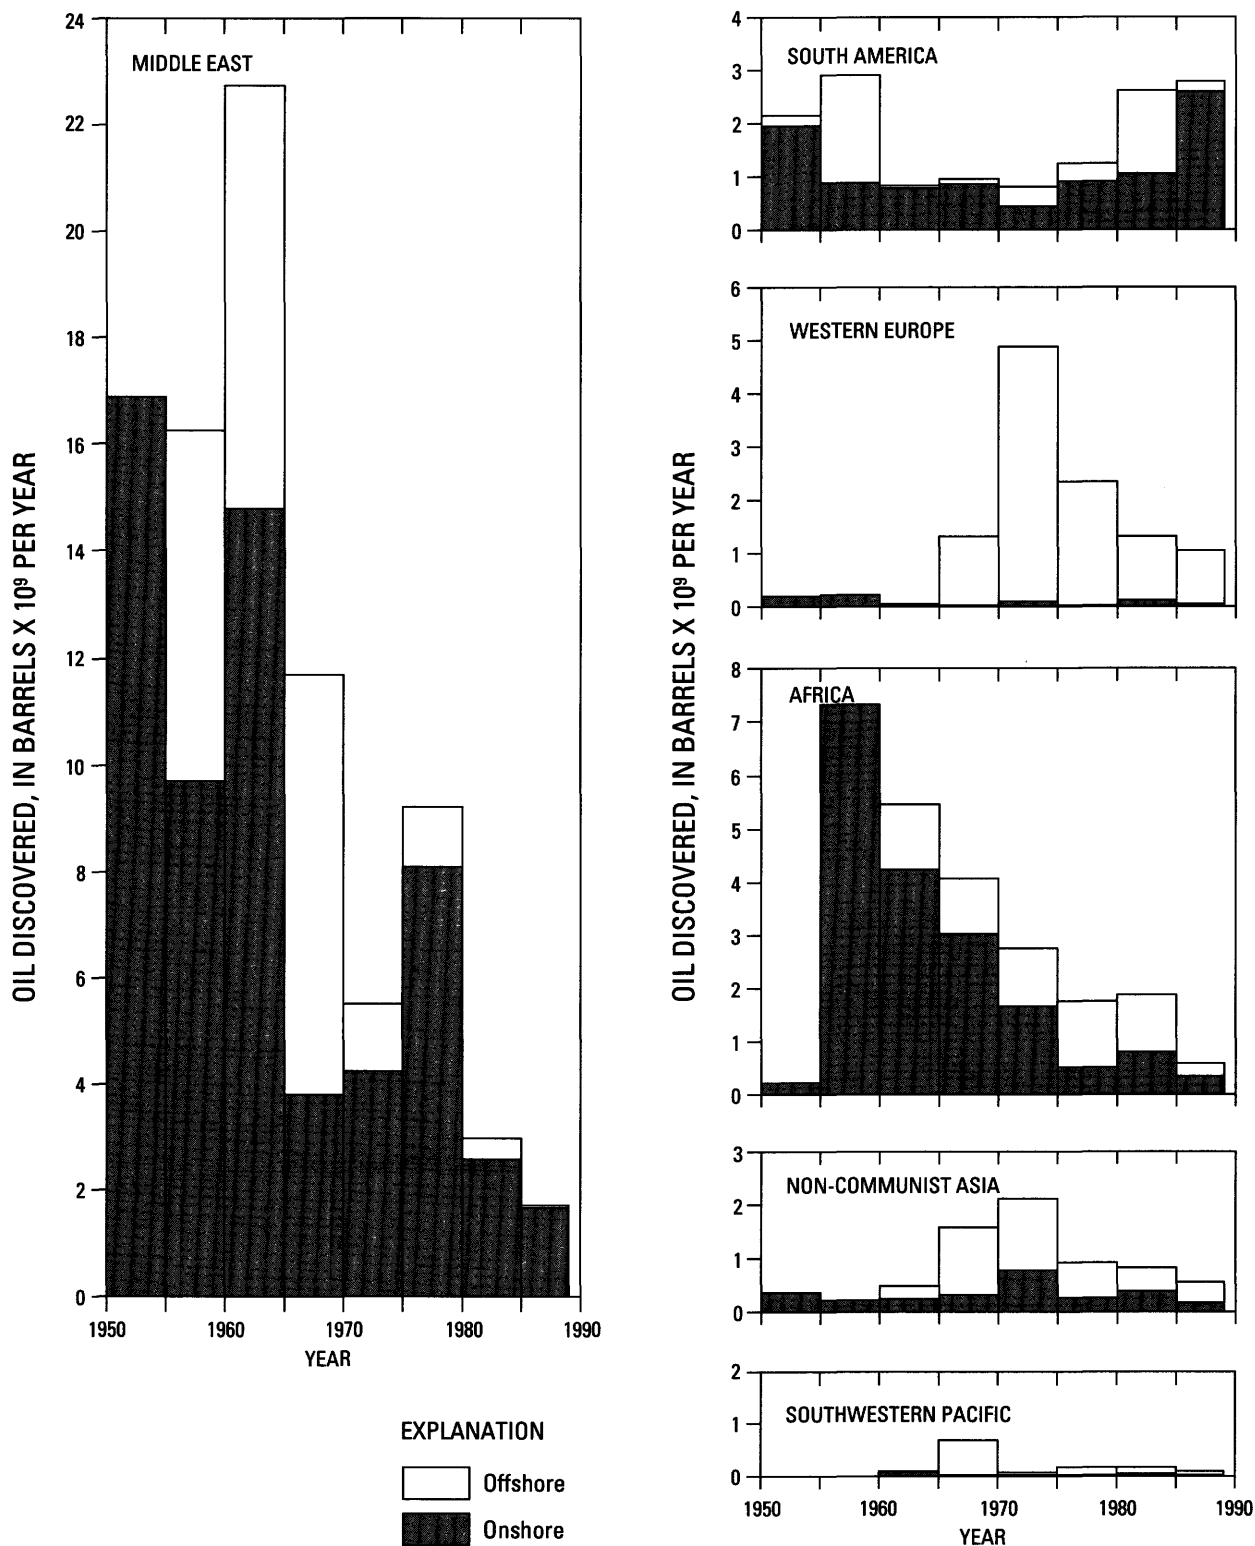 MIDDLE EAST
OIL DISCOVERED, IN BARRELS X 10⁹ PER YEAR
24
22
20
18
16
14
12
10
8
6
4
2
0
1950 1960 1970 1980 1990
YEAR
EXPLANATION
Offshore
Onshore
OIL DISCOVERED, IN BARRELS X 10⁹ PER YEAR
SOUTH AMERICA
4
3
2
1
0
WESTERN EUROPE
6
5
4
3
2
1
0
AFRICA
8
7
6
5
4
3
2
1
0
NON-COMMUNIST ASIA
3
2
1
0
SOUTHWESTERN PACIFIC
2
1
0
1950 1960 1970 1980 1990
YEAR